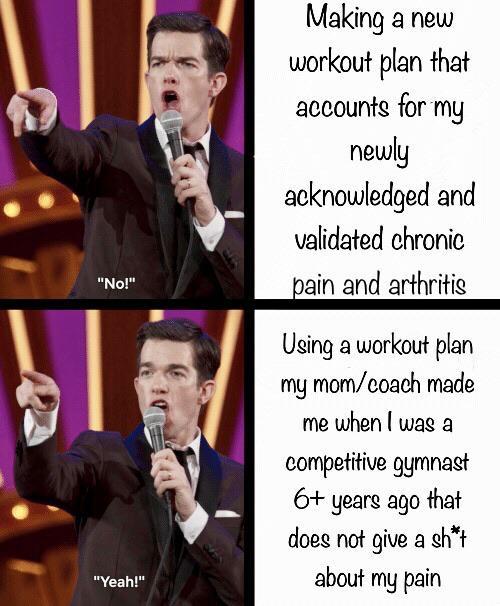 Making a new
workout plan that
accounts for my
newly
acknowledged and
validated chronic
pain and arthritis
"No!"
Using a workout plan
my mom/coach made
me when I was a
competitive gymnast
6+ years ago that
does not give a sh*t
about my pain
"Yeah!"